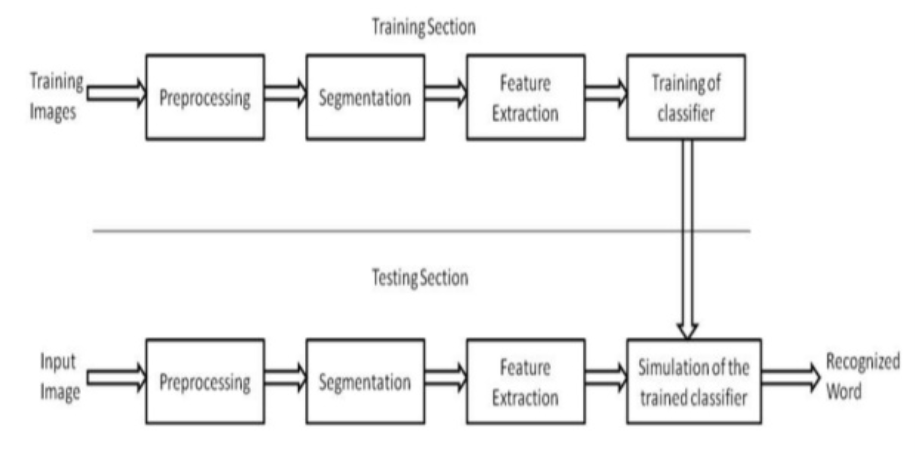 Training Section
Training
Images
Preprocessing
Segmentation
Feature
Extraction
Training of
classifier
Testing Section
Input
Image
Preprocessing
Segmentation
Feature
Extraction
Simulation of the
trained classifier
Recognized
Word